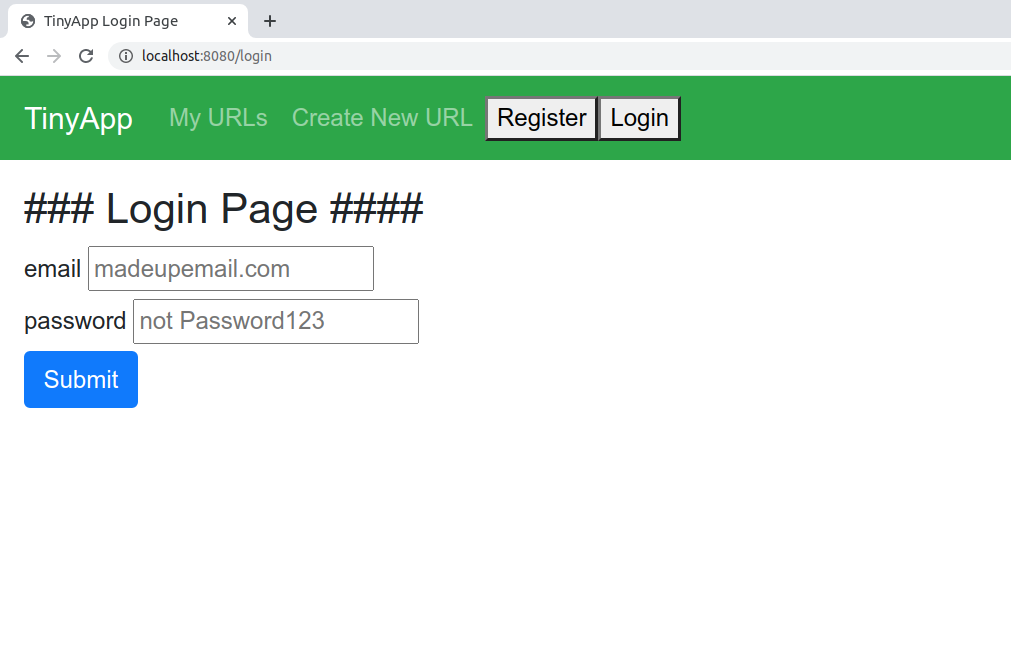 TinyApp Login Page
localhost:8080/login
TinyApp My URLs Create New URL Register Login
### Login Page ####
email madeupemail.com
password not Password123
Submit